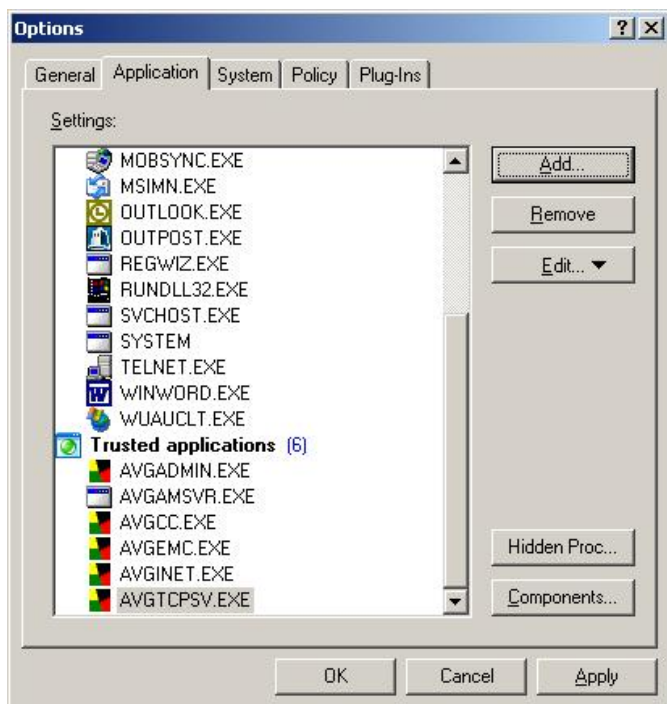 Options
General Application System Policy Plug-Ins
Settings:
MOBSYNC.EXE
MSIMN.EXE
OUTLOOK.EXE
OUTPOST.EXE
REGWIZ.EXE
RUNDLL32.EXE
SVCHOST.EXE
SYSTEM
TELNET.EXE
WINWORD.EXE
WUAUCLT.EXE
Trusted applications (6)
AVGADMIN.EXE
AVGAMSVR.EXE
AVGCC.EXE
AVGEMC.EXE
AVGINET.EXE
AVGTCPSV.EXE
Add...
Remove
Edit...
Hidden Proc...
Components...
OK Cancel Apply